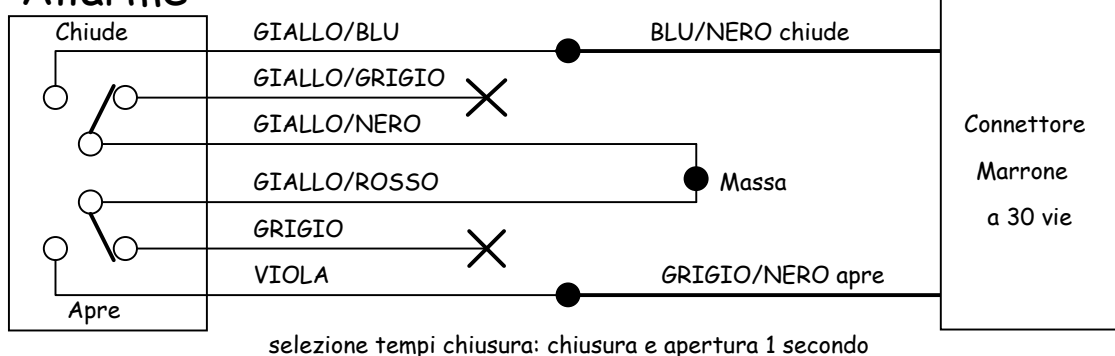 Chiude
GIALLO/BLU
BLU/NERO chiude
GIALLO/GRIGIO
GIALLO/NERO
Connettore
Marrone
a 30 vie
GIALLO/ROSSO
Massa
GRIGIO
VIOLA
GRIGIO/NERO apre
Apre
selezione tempi chiusura: chiusura e apertura 1 secondo